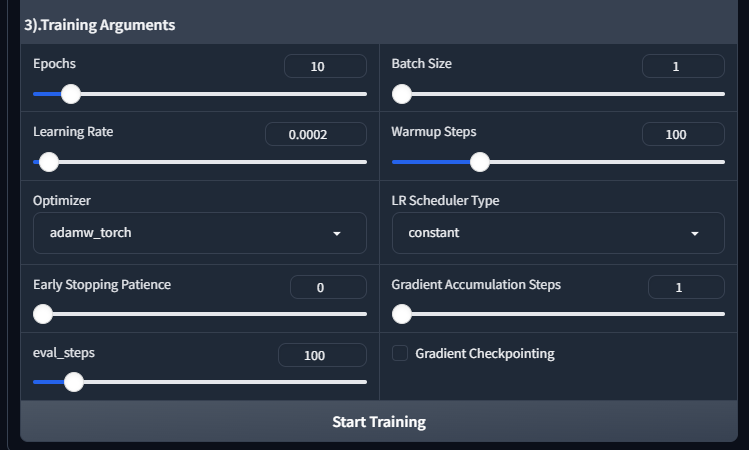 3).Training Arguments
Epochs
10
Batch Size
1
Learning Rate
0.0002
Warmup Steps
100
Optimizer
adamw_torch
LR Scheduler Type
constant
Early Stopping Patience
0
Gradient Accumulation Steps
1
eval_steps
100
Gradient Checkpointing
Start Training